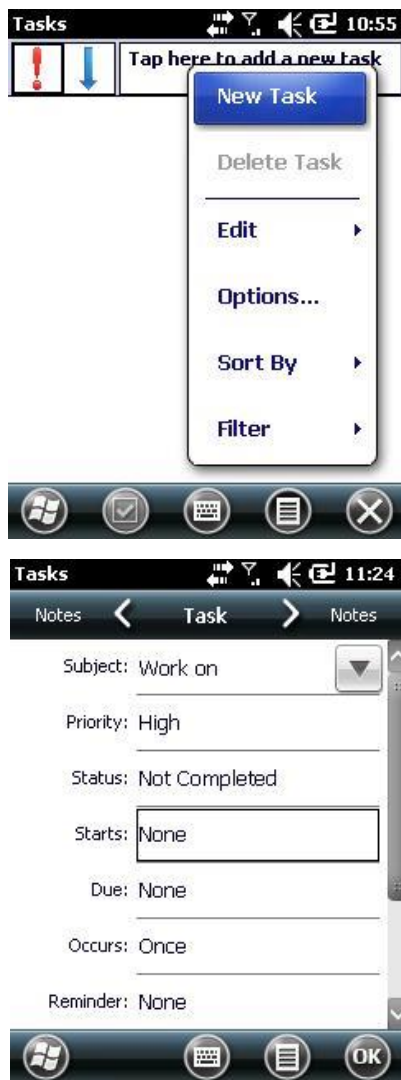 Tasks 10:55
Tap here to add a new task
New Task
Delete Task
Edit
Options...
Sort By
Filter
Tasks 11:24
Notes Task Notes
Subject: Work on
Priority: High
Status: Not Completed
Starts: None
Due: None
Occurs: Once
Reminder: None
OK